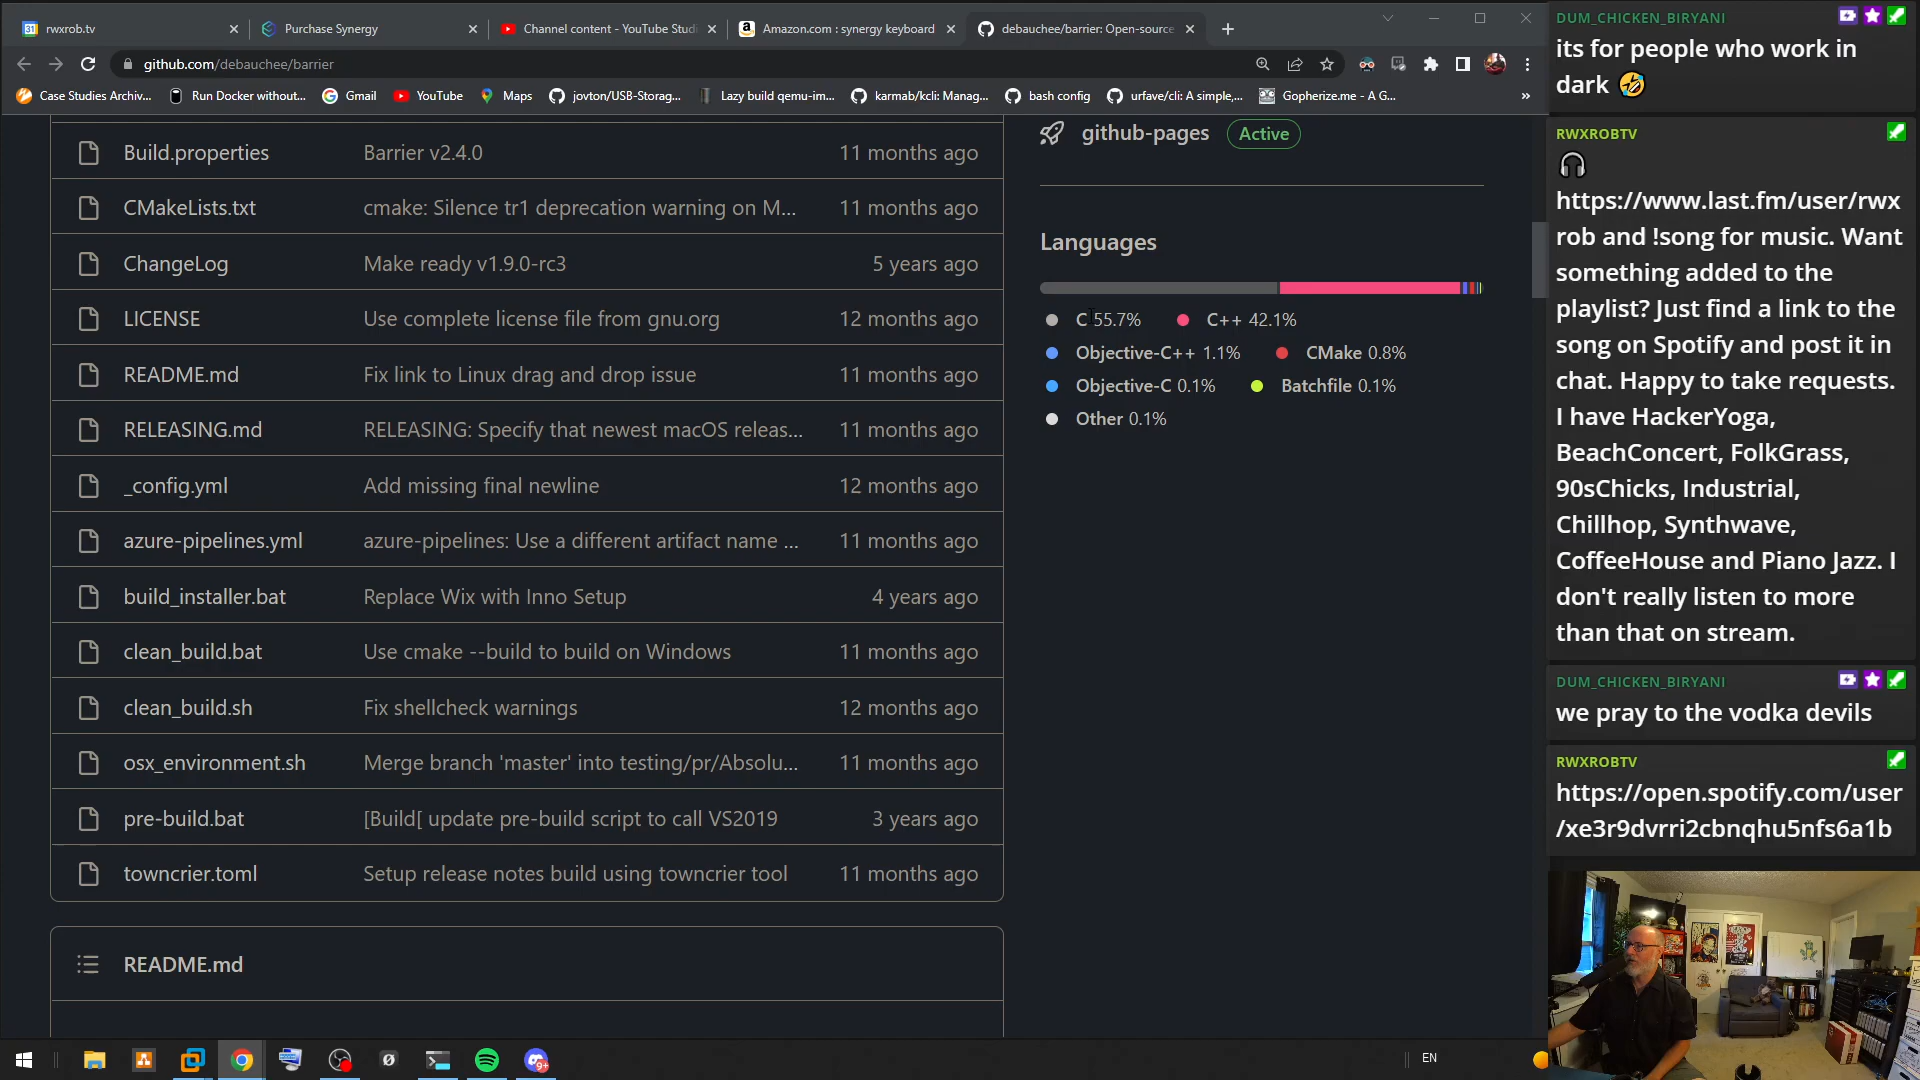 rwxrob.tv
Purchase Synergy
Channel content - YouTube Studi
Amazon.com : synergy keyboard
debauchee/barrier: Open-source
github.com/debauchee/barrier
Case Studies Archiv...
Run Docker without...
Gmail
YouTube
Maps
jovton/USB-Storag...
Lazy build qemu-im...
karmab/kcli: Manag...
bash config
urfave/cli: A simple,...
Gopherize.me - A G...
»
Build.properties Barrier v2.4.0 11 months ago
CMakeLists.txt cmake: Silence tr1 deprecation warning on M... 11 months ago
ChangeLog Make ready v1.9.0-rc3 5 years ago
LICENSE Use complete license file from gnu.org 12 months ago
README.md Fix link to Linux drag and drop issue 11 months ago
RELEASING.md RELEASING: Specify that newest macOS releas... 11 months ago
_config.yml Add missing final newline 12 months ago
azure-pipelines.yml azure-pipelines: Use a different artifact name ... 11 months ago
build_installer.bat Replace Wix with Inno Setup 4 years ago
clean_build.bat Use cmake --build to build on Windows 11 months ago
clean_build.sh Fix shellcheck warnings 12 months ago
osx_environment.sh Merge branch 'master' into testing/pr/Absolu... 11 months ago
pre-build.bat [Build[ update pre-build script to call VS2019 3 years ago
towncrier.toml Setup release notes build using towncrier tool 11 months ago
README.md
github-pages Active
Languages
C 55.7% C++ 42.1%
Objective-C++ 1.1% CMake 0.8%
Objective-C 0.1% Batchfile 0.1%
Other 0.1%
DUM_CHICKEN_BIRYANI
its for people who work in
dark 🤣
RWXROBTV
🎧
https://www.last.fm/user/rwx
rob and !song for music. Want
something added to the
playlist? Just find a link to the
song on Spotify and post it in
chat. Happy to take requests.
I have HackerYoga,
BeachConcert, FolkGrass,
90sChicks, Industrial,
Chillhop, Synthwave,
CoffeeHouse and Piano Jazz. I
don't really listen to more
than that on stream.
DUM_CHICKEN_BIRYANI
we pray to the vodka devils
RWXROBTV
https://open.spotify.com/user
/xe3r9dvrri2cbnqhu5nfs6a1b
9+
EN